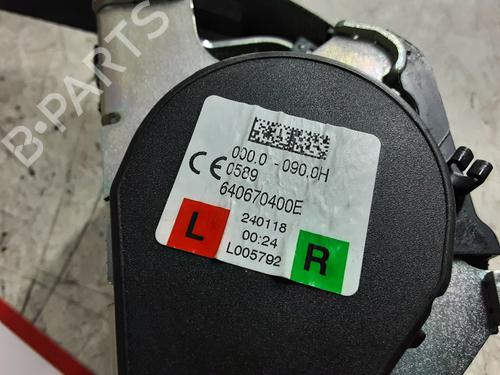 B-PARTS
000.0 - 090.0H
CE 0589
640670400E
240118
00:24
L005792
L
R